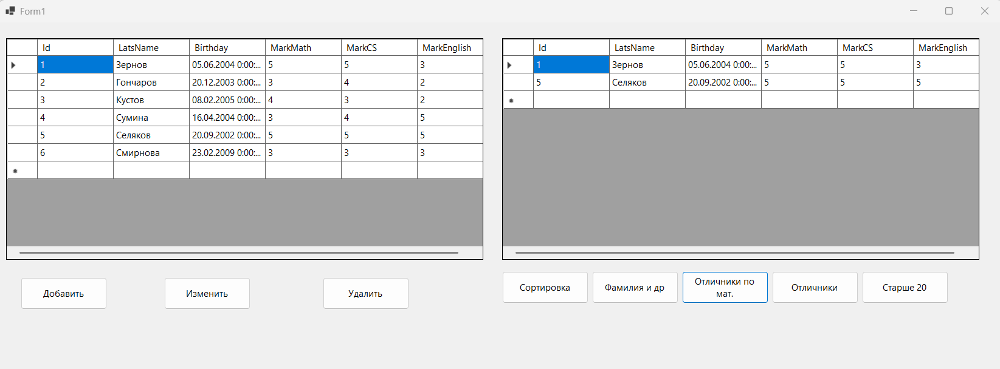 Form1
Id LatsName Birthday MarkMath MarkCS MarkEnglish
1 Зернов 05.06.2004 0:00:... 5 5 3
2 Гончаров 20.12.2003 0:00:... 3 4 2
3 Кустов 08.02.2005 0:00:... 4 3 2
4 Сумина 16.04.2004 0:00:... 3 4 5
5 Селяков 20.09.2002 0:00:... 5 5 5
6 Смирнова 23.02.2009 0:00:... 3 3 3
Id LatsName Birthday MarkMath MarkCS MarkEnglish
1 Зернов 05.06.2004 0:00:... 5 5 3
5 Селяков 20.09.2002 0:00:... 5 5 5
Добавить
Изменить
Удалить
Сортировка
Фамилия и др
Отличники по
мат.
Отличники
Старше 20